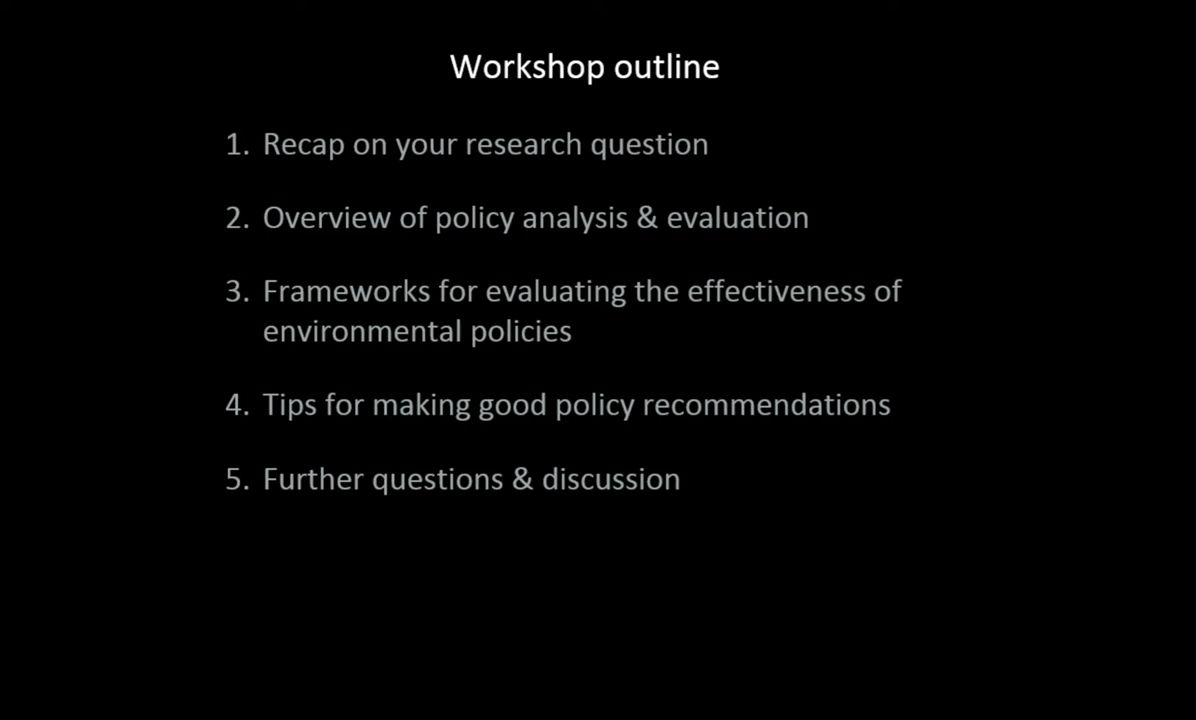 Workshop outline
1. Recap on your research question
2. Overview of policy analysis & evaluation
3. Frameworks for evaluating the effectiveness of
environmental policies
4. Tips for making good policy recommendations
5. Further questions & discussion